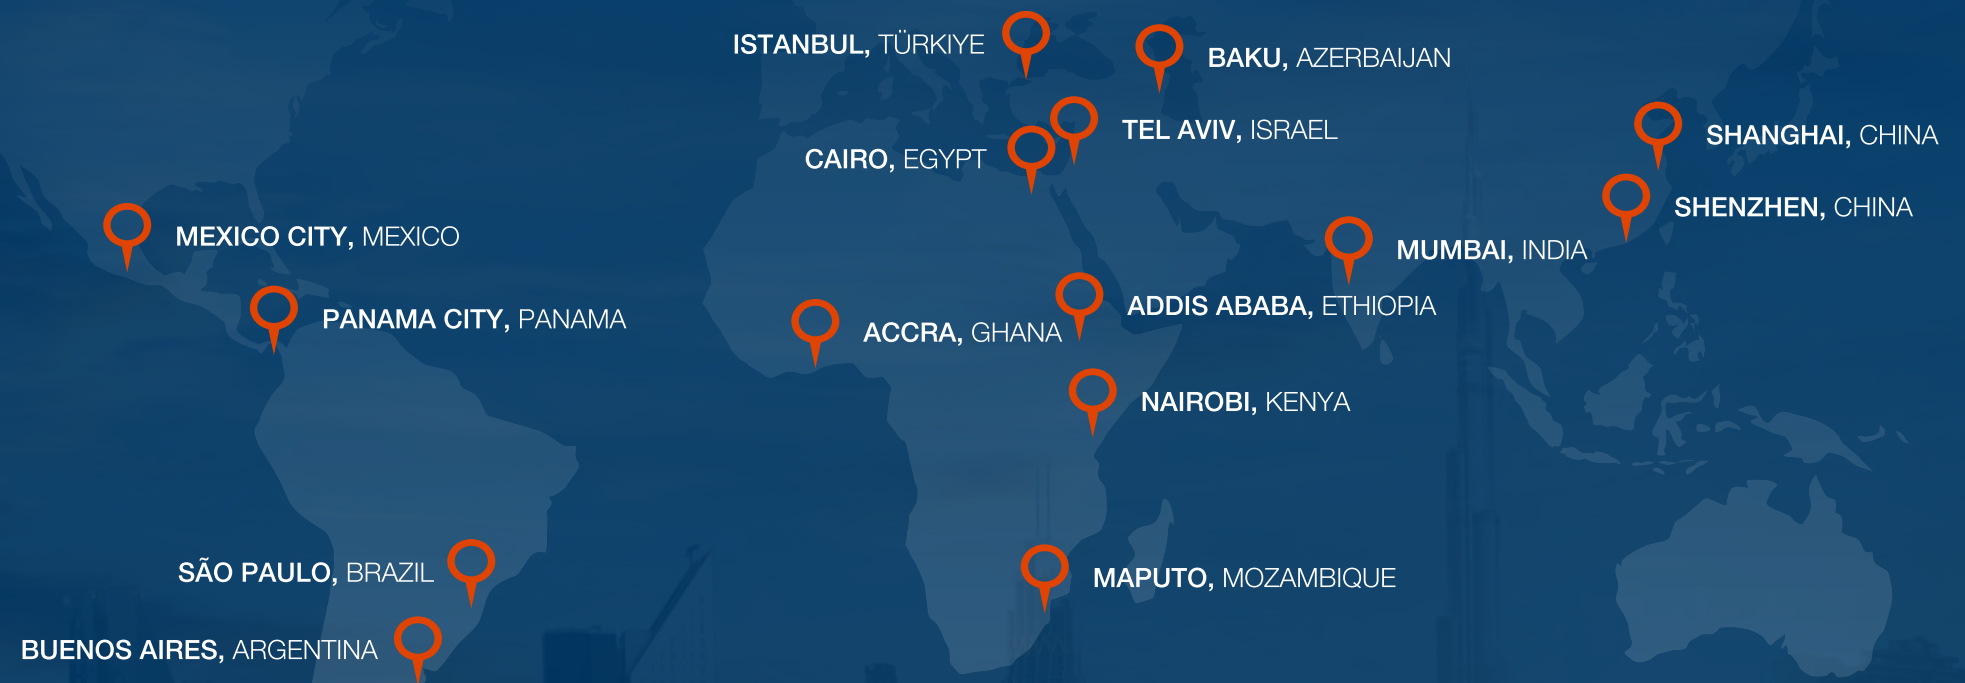 ISTANBUL, TÜRKIYE
BAKU, AZERBAIJAN
TEL AVIV, ISRAEL
CAIRO, EGYPT
SHANGHAI, CHINA
SHENZHEN, CHINA
MEXICO CITY, MEXICO
MUMBAI, INDIA
PANAMA CITY, PANAMA
ADDIS ABABA, ETHIOPIA
ACCRA, GHANA
NAIROBI, KENYA
SÃO PAULO, BRAZIL
MAPUTO, MOZAMBIQUE
BUENOS AIRES, ARGENTINA